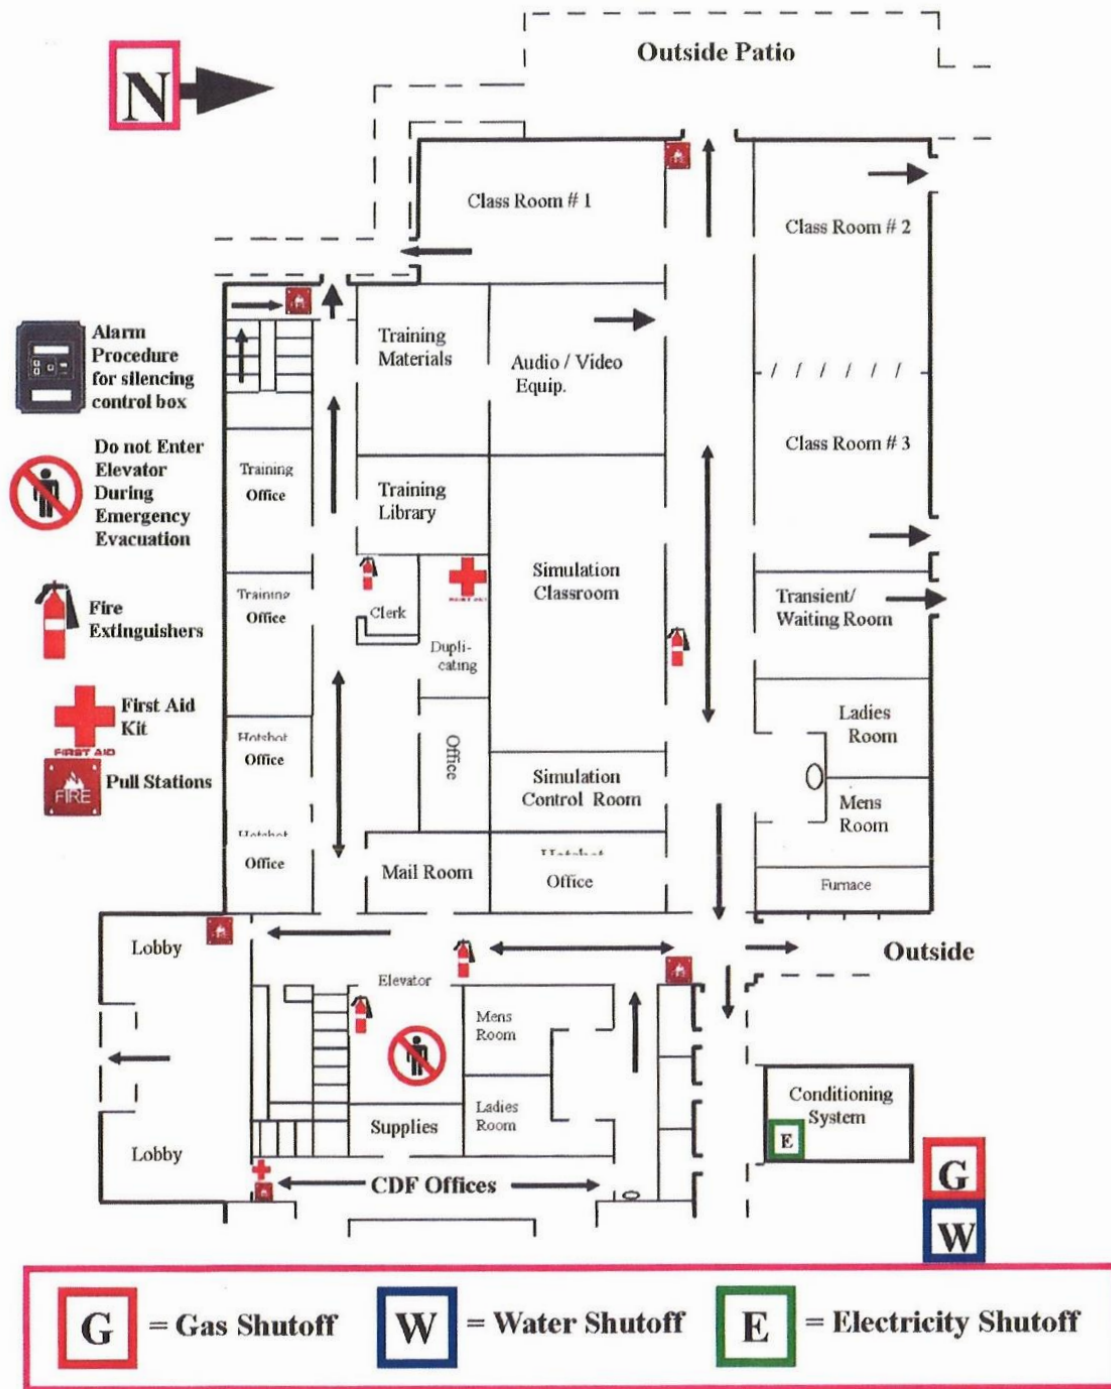 Outside Patio
N
Class Room # 1
Class Room # 2
Alarm
Procedure
for silencing
control box
Training
Materials
Audio / Video
Equip.
Class Room # 3
Do not Enter
Elevator
During
Emergency
Evacuation
Training
Office
Training
Library
Simulation
Classroom
Fire
Extinguishers
Training
Office
Clerk
Dupli-
cating
Transient/
Waiting Room
First Aid
Kit
FIRST AID
Pull Stations
FIRE
Hotshot
Office
Office
Simulation
Control Room
Ladies
Room
Mens
Room
Hotshot
Office
Mail Room
Hotshot
Office
Furnace
Lobby
Elevator
Outside
Mens
Room
Ladies
Room
Supplies
Conditioning
System
E
Lobby
CDF Offices
G
W
G = Gas Shutoff
W = Water Shutoff
E = Electricity Shutoff